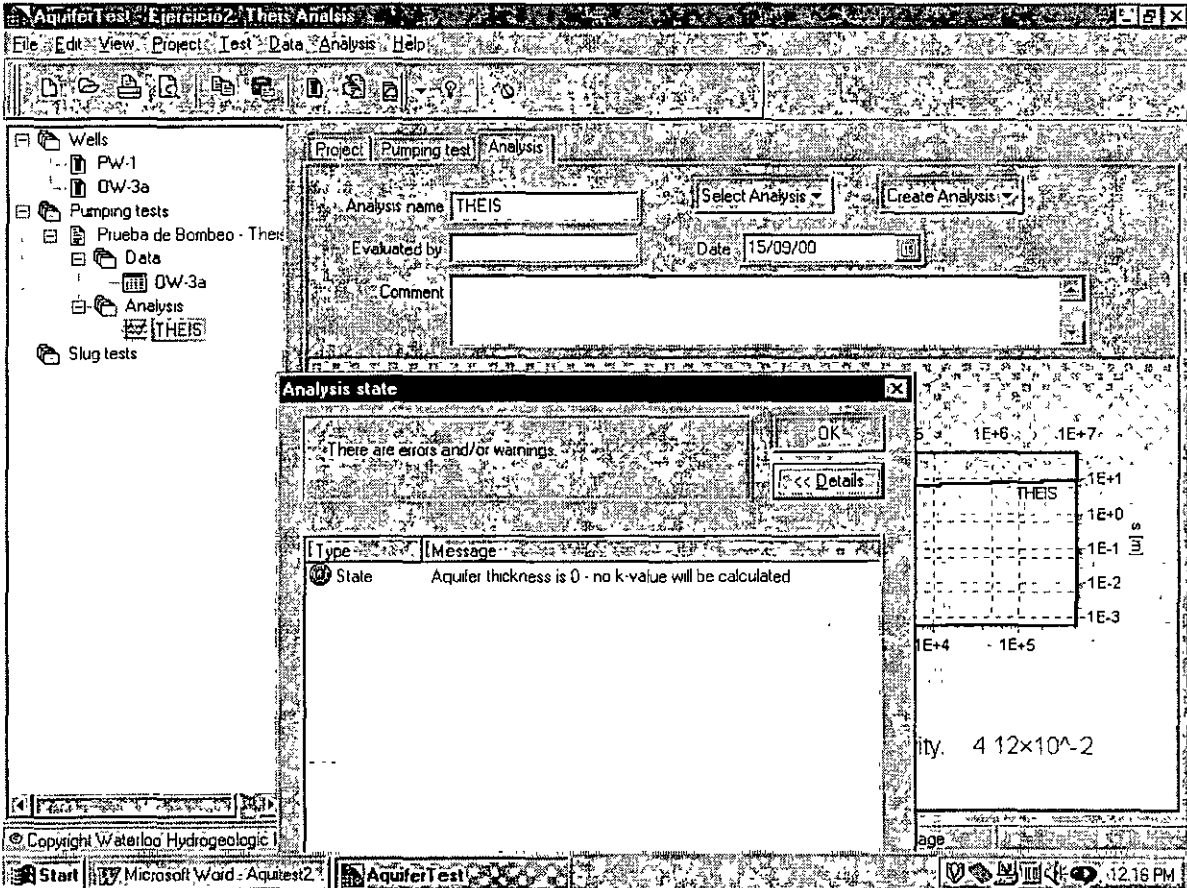 AquiferTest - Ejercicio2. Theis Analsis
File Edit View Project Test Data Analysis Help
Wells
PW-1
OW-3a
Pumping tests
Prueba de Bombeo - Theis
Data
OW-3a
Analysis
THEIS
Slug tests
Project
Pumping test
Analysis
Analysis name THEIS
Select Analysis
Create Analysis
Evaluated by
Date 15/09/00
Comment
Analysis state
There are errors and/or warnings.
OK
<< Details
Type Message
State Aquifer thickness is 0 - no k-value will be calculated
1E+6 1E+7
THEIS
1E+1
1E+0
1E-1
1E-2
1E-3
s [m]
1E+4 1E+5
ity. 4 12×10^-2
© Copyright Waterloo Hydrogeologic I
age
Start
Microsoft Word - Aquitest2
AquiferTest
12.16 PM